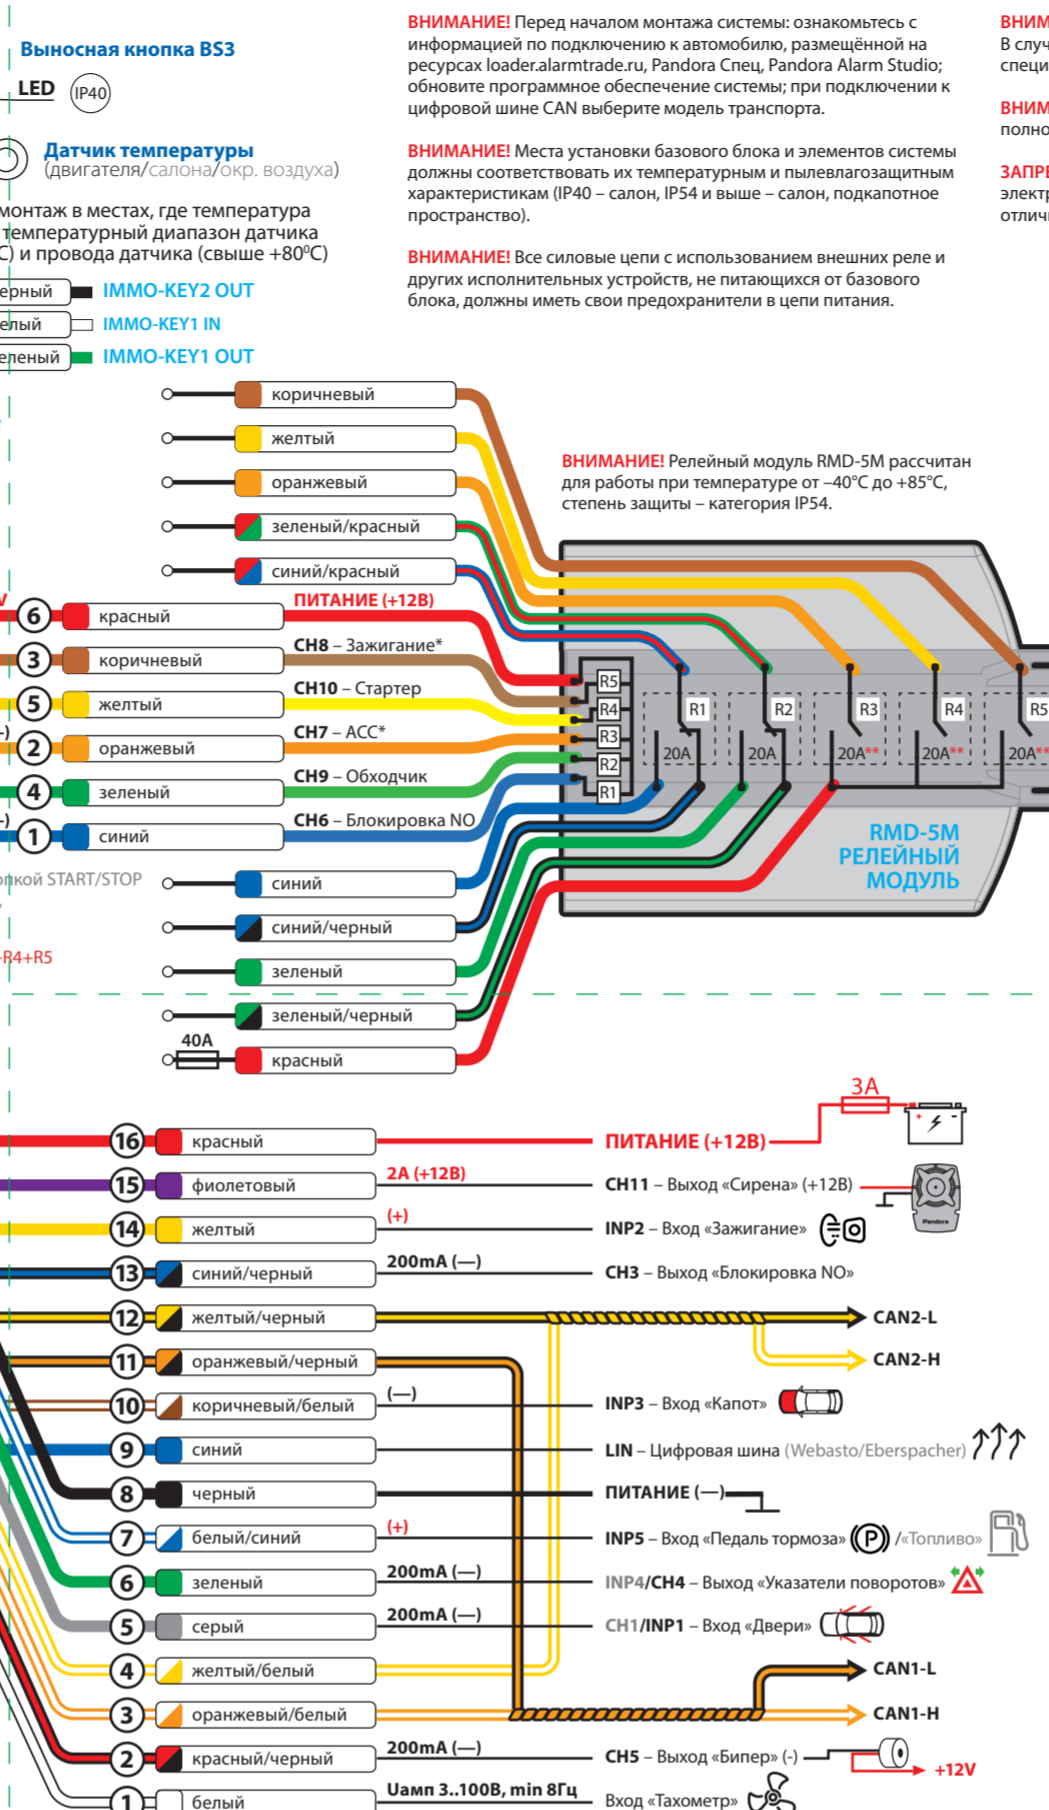 ВНИМАНИЕ! Перед началом монтажа системы: ознакомьтесь с
информацией по подключению к автомобилю, размещённой на
ресурсах loader.alarmtrade.ru, Pandora Спец, Pandora Alarm Studio;
обновите программное обеспечение системы; при подключении к
цифровой шине CAN выберите модель транспорта.
ВНИМАНИЕ! Места установки базового блока и элементов системы
должны соответствовать их температурным и пылевлагозащитным
характеристикам (IP40 – салон, IP54 и выше – салон, подкапотное
пространство).
ВНИМАНИЕ! Все силовые цепи с использованием внешних реле и
других исполнительных устройств, не питающихся от базового
блока, должны иметь свои предохранители в цепи питания.
ВНИМ
В случ
специ
ВНИМ
полно
ЗАПРЕ
электр
отличн
Выносная кнопка BS3
LED IP40
Датчик температуры
(двигателя/салона/окр. воздуха)
монтаж в местах, где температура
температурный диапазон датчика
С) и провода датчика (свыше +80⁰С)
ерный IMMO-KEY2 OUT
елый IMMO-KEY1 IN
еленый IMMO-KEY1 OUT
коричневый
желтый
оранжевый
зеленый/красный
синий/красный
ВНИМАНИЕ! Релейный модуль RMD-5M рассчитан
для работы при температуре от –40°C до +85°C,
степень защиты – категория IP54.
6 красный ПИТАНИЕ (+12В)
3 коричневый CH8 – Зажигание*
5 желтый CH10 – Стартер
2 оранжевый CH7 – ACC*
4 зеленый CH9 – Обходчик
1 синий CH6 – Блокировка NO
R5
R4
R3
R2
R1
R1 R2 R3 R4 R5
20A 20A 20A** 20A** 20A**
RMD-5M
РЕЛЕЙНЫЙ
МОДУЛЬ
опкой START/STOP
-R4+R5
синий
синий/черный
зеленый
зеленый/черный
40A
красный
3A
16 красный ПИТАНИЕ (+12В)
15 фиолетовый 2A (+12В) CH11 – Выход «Сирена» (+12В)
Pandora
14 желтый (+) INP2 – Вход «Зажигание»
13 синий/черный 200mA (—) CH3 – Выход «Блокировка NO»
12 желтый/черный CAN2-L
CAN2-H
11 оранжевый/черный
10 коричневый/белый (—) INP3 – Вход «Капот»
9 синий LIN – Цифровая шина (Webasto/Eberspacher)
8 черный ПИТАНИЕ (—)
7 белый/синий (+) INP5 – Вход «Педаль тормоза» (P) /«Топливо»
6 зеленый 200mA (—) INP4/CH4 – Выход «Указатели поворотов»
5 серый 200mA (—) CH1/INP1 – Вход «Двери»
4 желтый/белый CAN1-L
3 оранжевый/белый CAN1-H
2 красный/черный 200mA (—) CH5 – Выход «Бипер» (-) +12V
1 белый Uамп 3..100В, min 8Гц Вход «Тахометр»